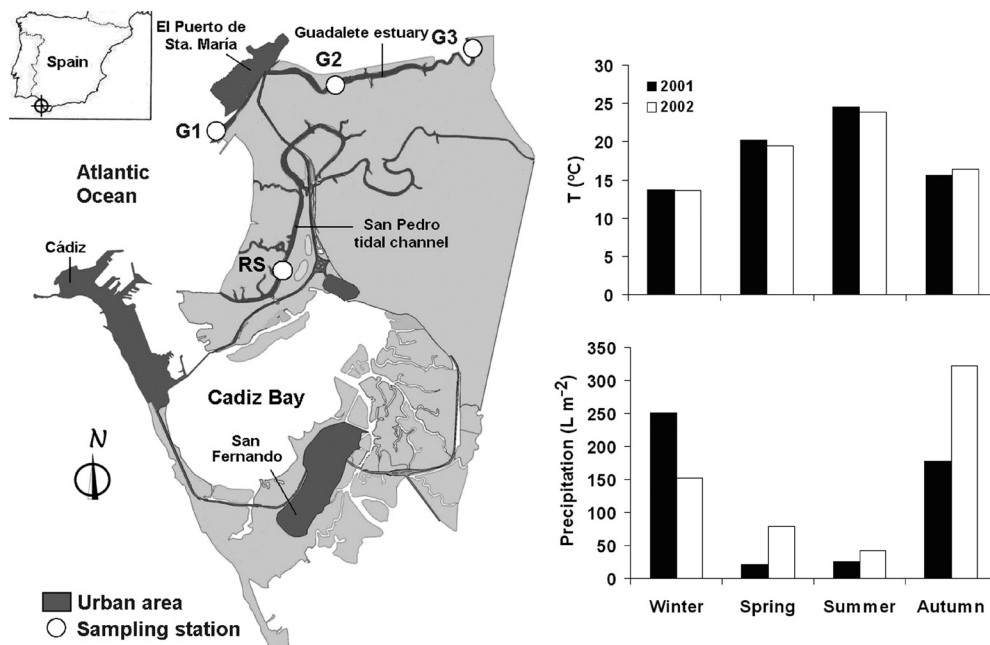 Spain
El Puerto de
Sta. María
Guadalete estuary
G3
G2
G1
Atlantic
Ocean
San Pedro
tidal channel
Cádiz
RS
Cadiz Bay
San
Fernando
N
Urban area
Sampling station
T (ºC)
30
25
20
15
10
5
0
2001
2002
Precipitation (L m⁻²)
350
300
250
200
150
100
50
0
Winter Spring Summer Autumn